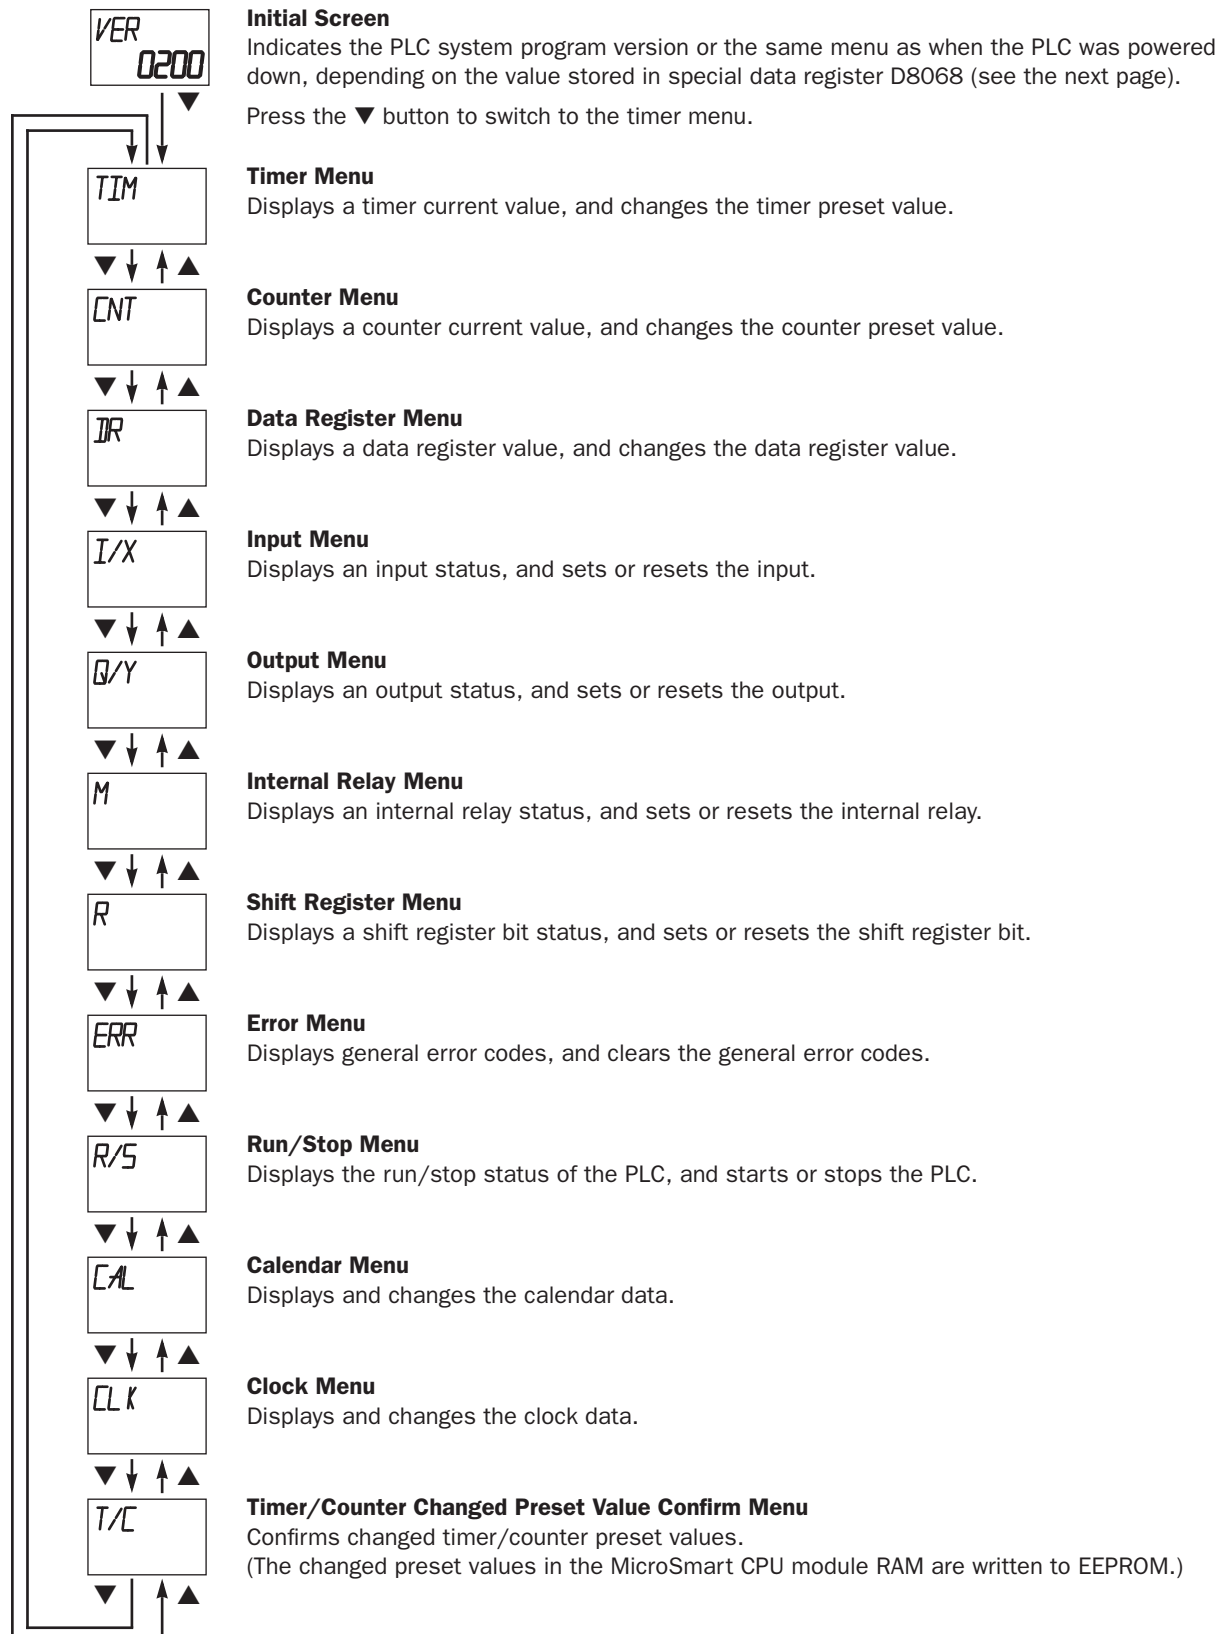 VER
0200
Initial Screen
Indicates the PLC system program version or the same menu as when the PLC was powered
down, depending on the value stored in special data register D8068 (see the next page).
▼
Press the ▼ button to switch to the timer menu.
TIM
Timer Menu
Displays a timer current value, and changes the timer preset value.
▼ ▲
CNT
Counter Menu
Displays a counter current value, and changes the counter preset value.
▼ ▲
DR
Data Register Menu
Displays a data register value, and changes the data register value.
▼ ▲
I/X
Input Menu
Displays an input status, and sets or resets the input.
▼ ▲
Q/Y
Output Menu
Displays an output status, and sets or resets the output.
▼ ▲
M
Internal Relay Menu
Displays an internal relay status, and sets or resets the internal relay.
▼ ▲
R
Shift Register Menu
Displays a shift register bit status, and sets or resets the shift register bit.
▼ ▲
ERR
Error Menu
Displays general error codes, and clears the general error codes.
▼ ▲
R/S
Run/Stop Menu
Displays the run/stop status of the PLC, and starts or stops the PLC.
▼ ▲
CAL
Calendar Menu
Displays and changes the calendar data.
▼ ▲
CLK
Clock Menu
Displays and changes the clock data.
▼ ▲
T/C
Timer/Counter Changed Preset Value Confirm Menu
Confirms changed timer/counter preset values.
(The changed preset values in the MicroSmart CPU module RAM are written to EEPROM.)
▼ ▲